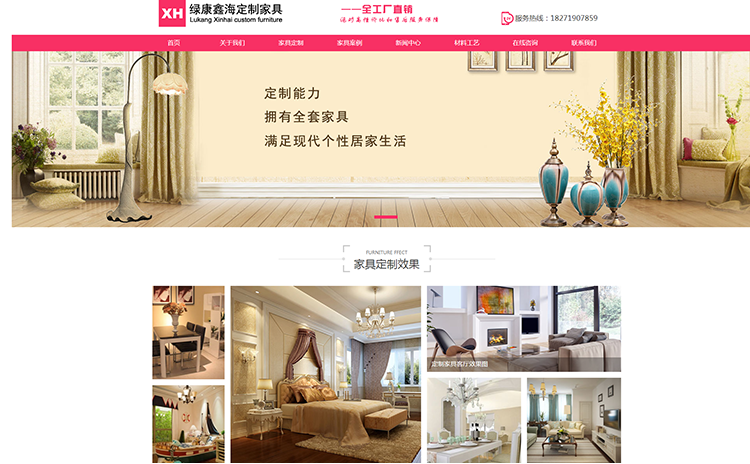 XH
绿康鑫海定制家具
Lukang Xinhai custom furniture
——全工厂直销
服务热线：18271907859
首页 关于我们 家具定制 家具案例 新闻中心 材料工艺 在线咨询 联系我们
定制能力
拥有全套家具
满足现代个性居家生活
FURNITURE FFECT
家具定制效果
定制家具客厅效果图